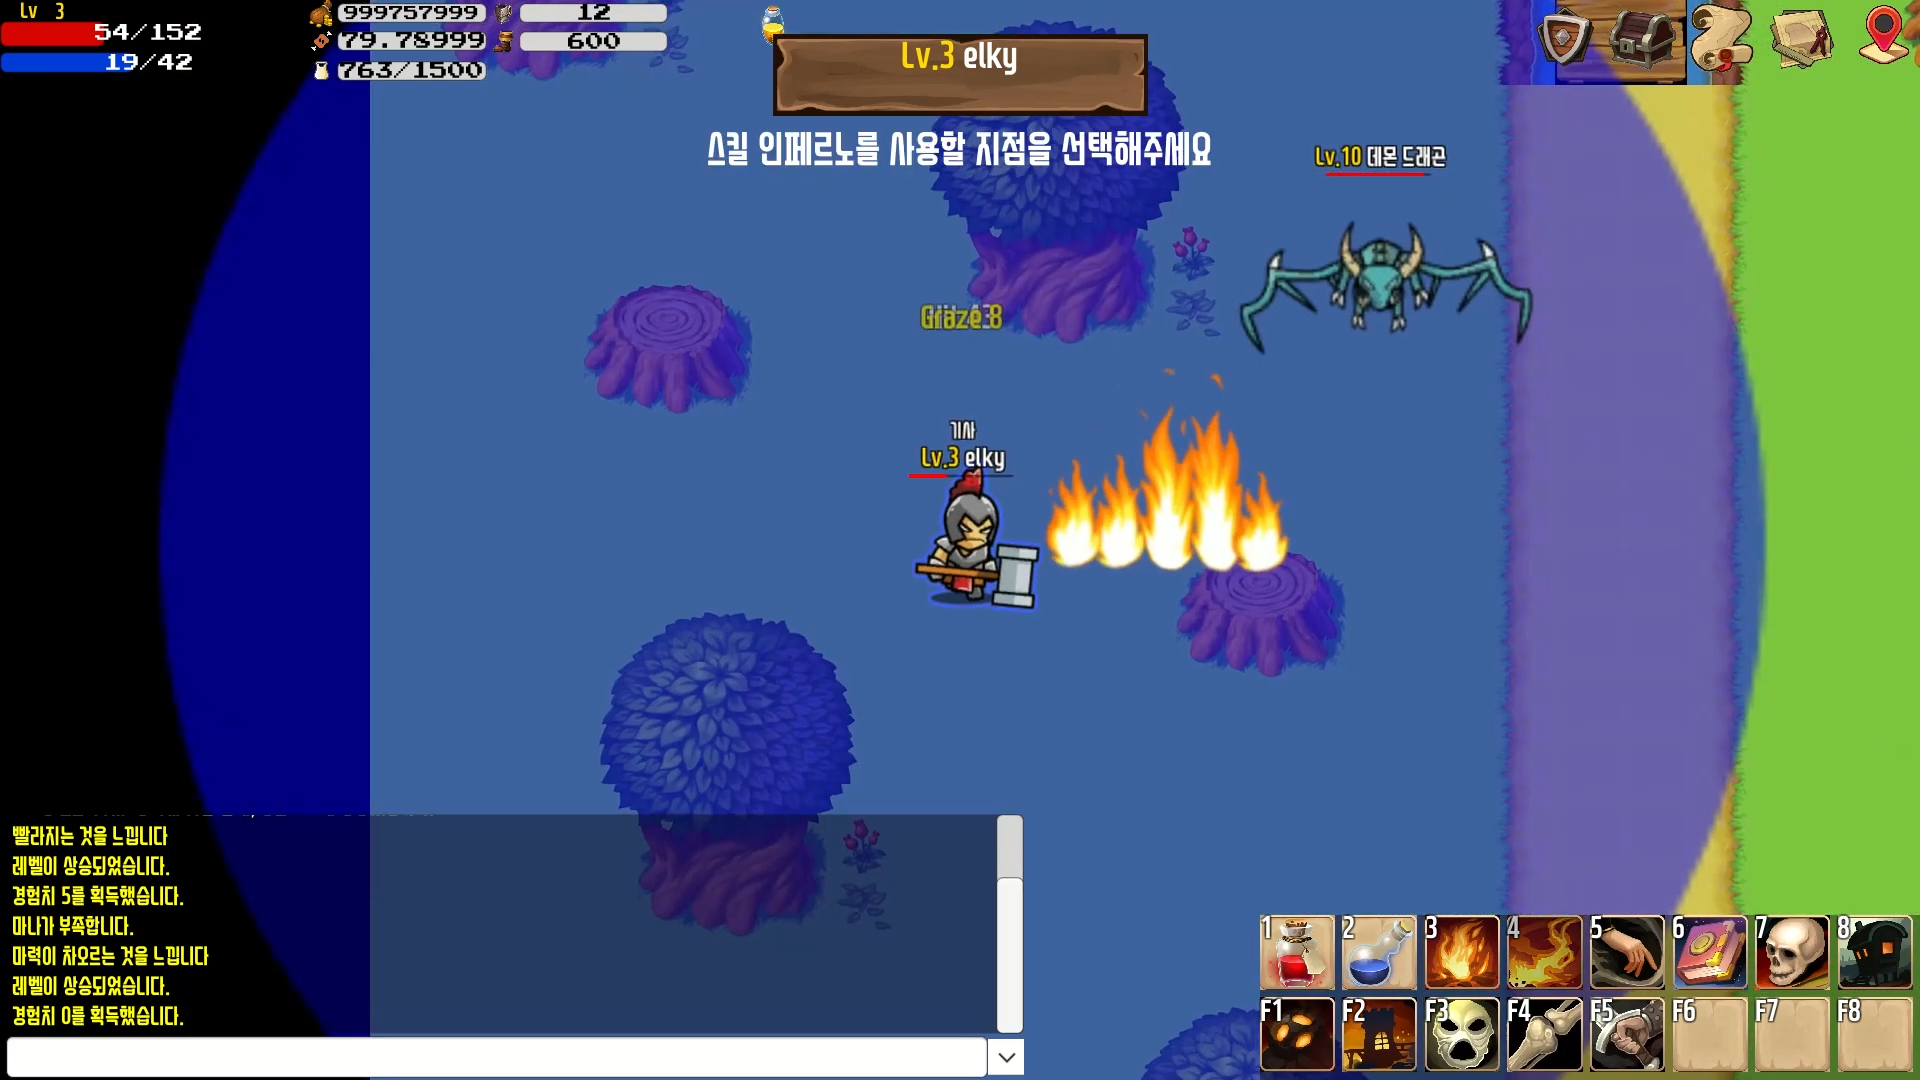 Lv 3
54/152
19/42
999757999
79.78999
763/1500
12
600
Lv.3 elky
스킬 인페르노를 사용할 지점을 선택해주세요
Lv.10 데몬 드래곤
Graze 8
기사
Lv.3 elky
빨라지는 것을 느낍니다
레벨이 상승되었습니다.
경험치 5를 획득했습니다.
마나가 부족합니다.
마력이 차오르는 것을 느낍니다
레벨이 상승되었습니다.
경험치 0를 획득했습니다.
1 2 3 4 5 6 7 8
F1 F2 F3 F4 F5 F6 F7 F8